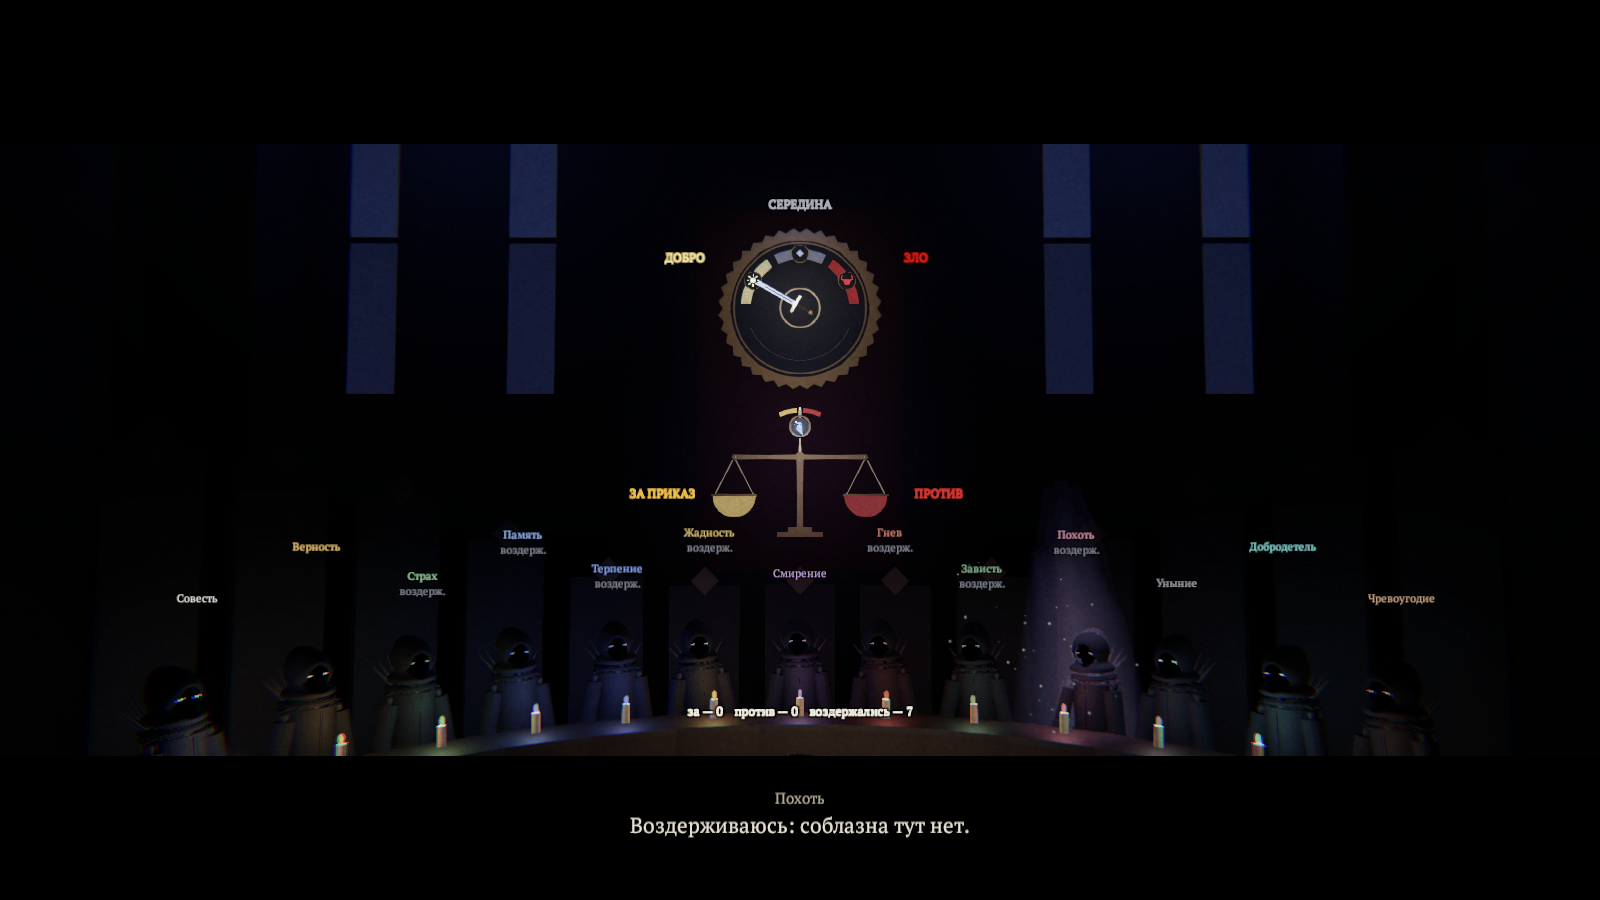 СЕРЕДИНА
ДОБРО
ЗЛО
ЗА ПРИКАЗ
ПРОТИВ
Совесть
Верность
Страх
воздерж.
Память
воздерж.
Терпение
воздерж.
Жадность
воздерж.
Смирение
Гнев
воздерж.
Зависть
воздерж.
Похоть
воздерж.
Уныние
Добродетель
Чревоугодие
за — 0 против — 0 воздержались — 7
Похоть
Воздерживаюсь: соблазна тут нет.